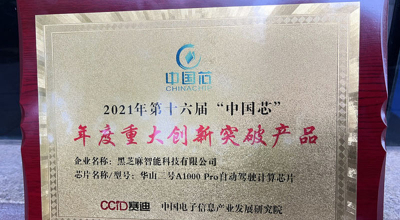 中国芯
CHINACHIP
2021年第十六届“中国芯”
年度重大创新突破产品
企业名称：黑芝麻智能科技有限公司
芯片名称/型号：华山二号A1000 Pro自动驾驶计算芯片
CCID赛迪 中国电子信息产业发展研究院